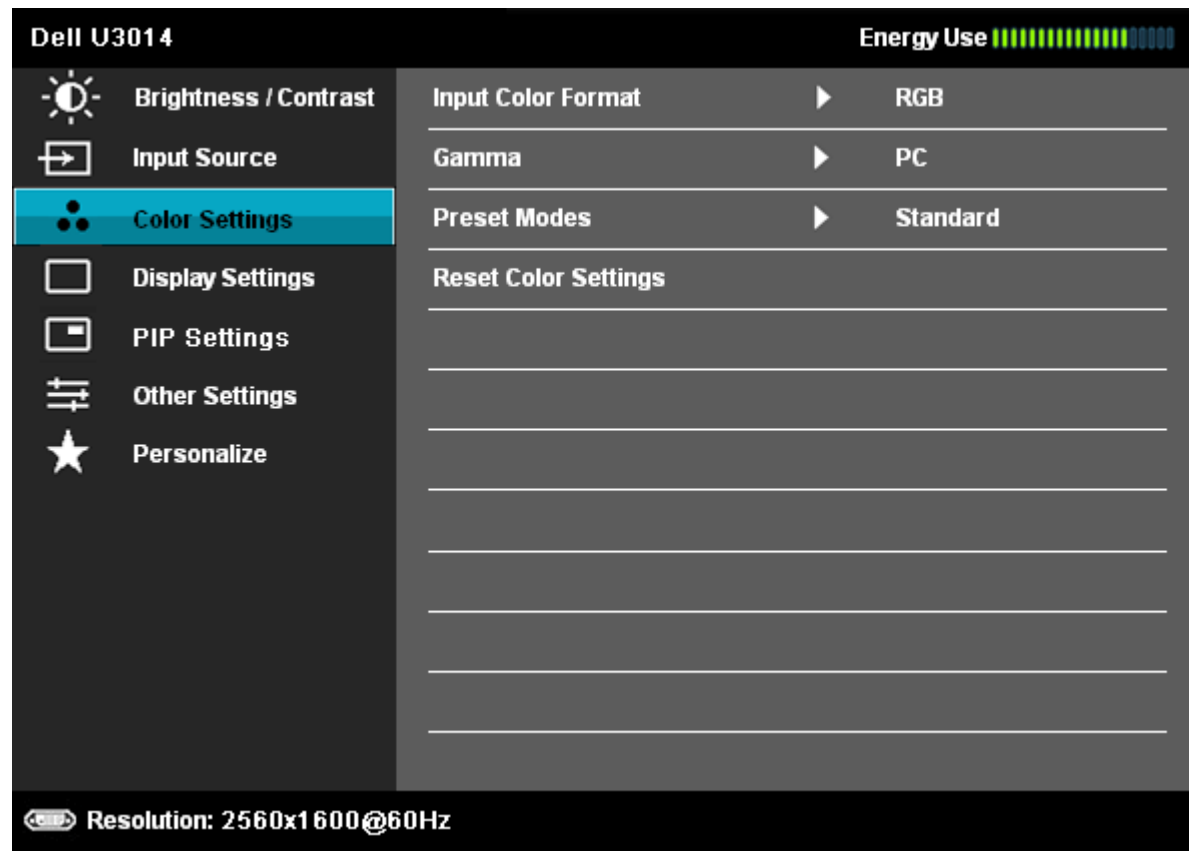 Dell U3014 Energy Use
Brightness / Contrast Input Color Format RGB
Input Source Gamma PC
Color Settings Preset Modes Standard
Display Settings Reset Color Settings
PIP Settings
Other Settings
Personalize
Resolution: 2560x1600@60Hz